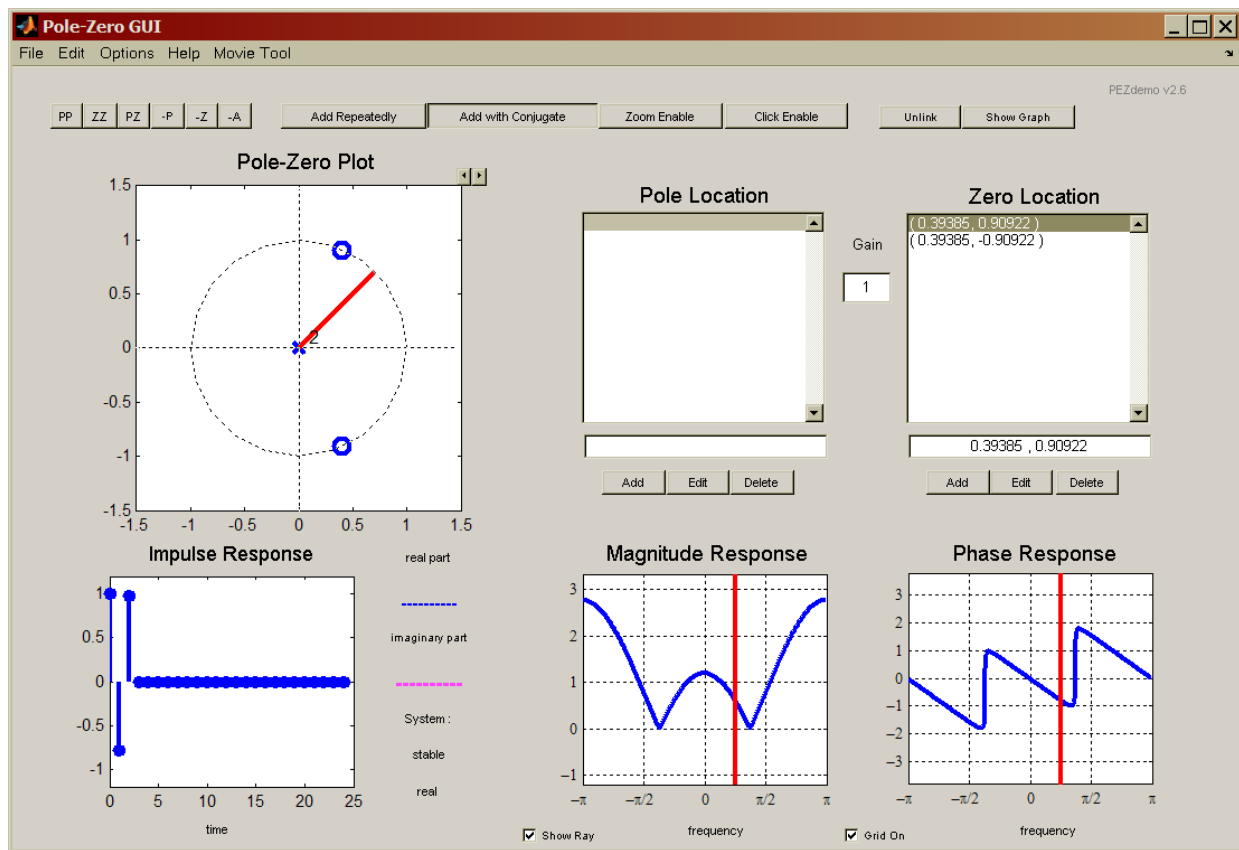 Pole-Zero GUI
File Edit Options Help Movie Tool
PEZdemo v2.6
PP ZZ PZ -P -Z -A Add Repeatedly Add with Conjugate Zoom Enable Click Enable Unlink Show Graph
Pole-Zero Plot
1.5
1
0.5
0
-0.5
-1
-1.5
-1.5 -1 -0.5 0 0.5 1 1.5
2
Pole Location
Gain
1
Add Edit Delete
Zero Location
( 0.39385, 0.90922 )
( 0.39385, -0.90922 )
0.39385 , 0.90922
Add Edit Delete
Impulse Response
1
0.5
0
-0.5
-1
0 5 10 15 20 25
time
real part
imaginary part
System :
stable
real
Magnitude Response
3
2
1
0
−1
−π −π/2 0 π/2 π
frequency
Show Ray
Phase Response
3
2
1
0
−1
−2
−3
−π −π/2 0 π/2 π
frequency
Grid On